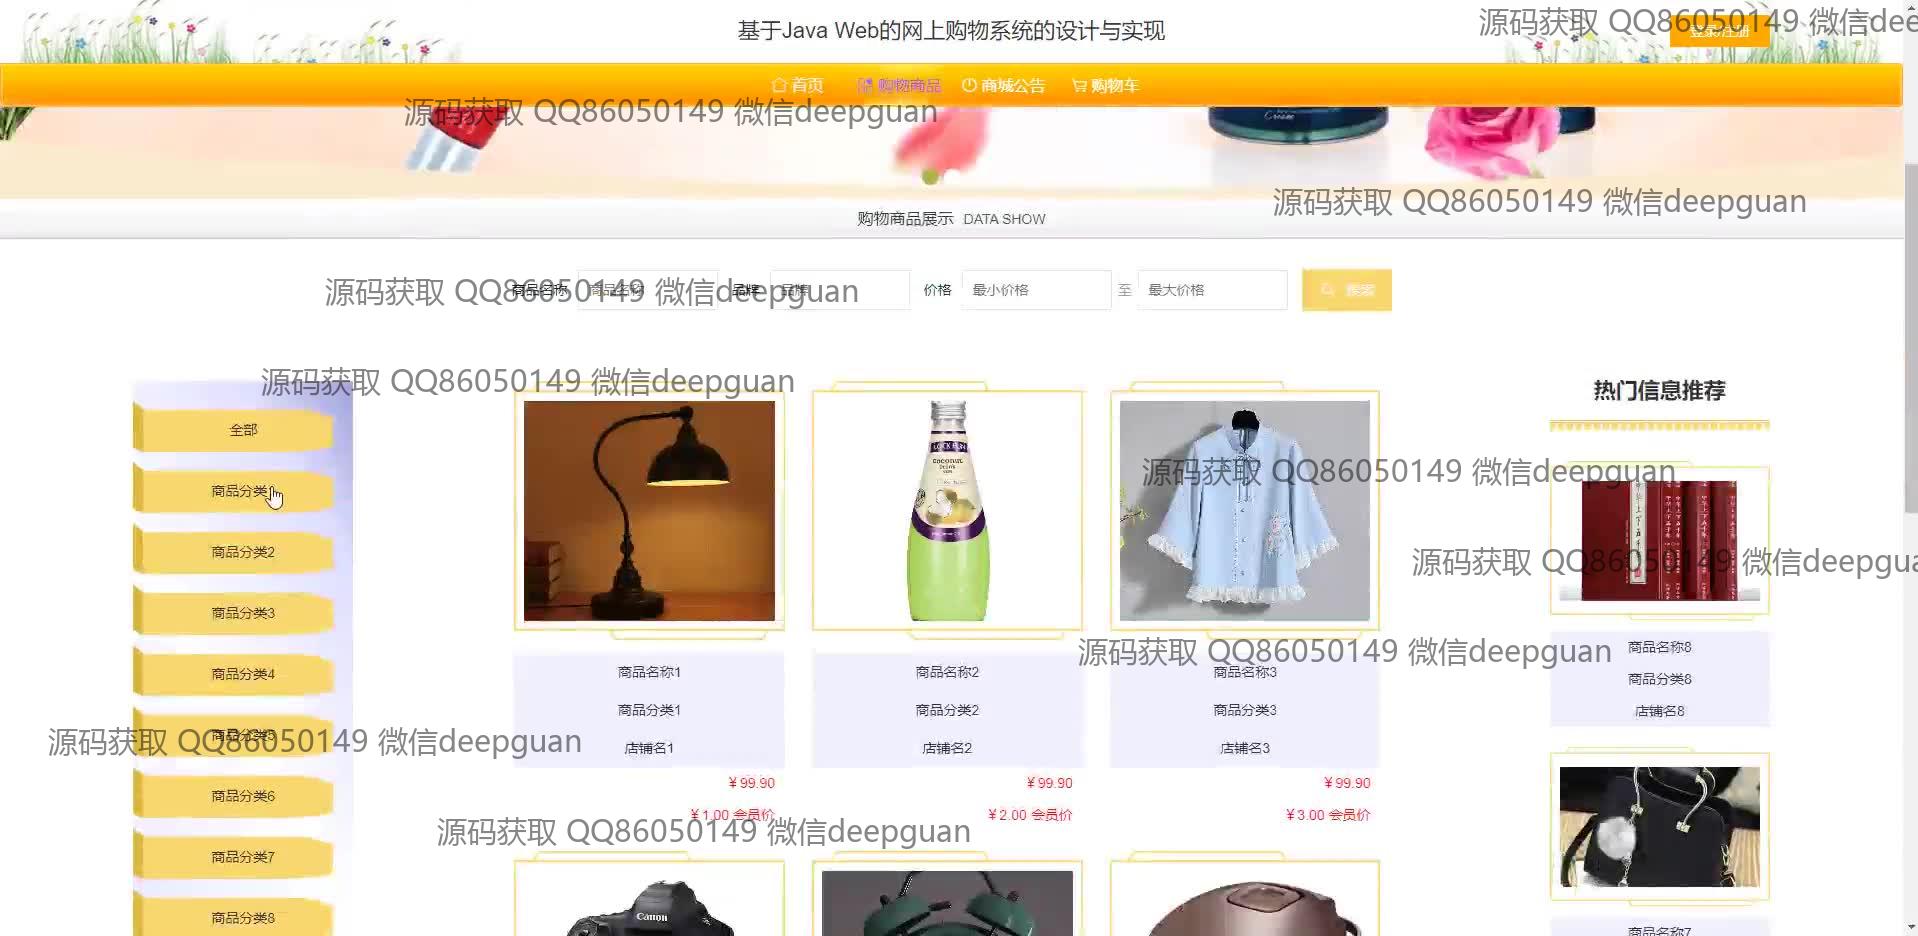 基于Java Web的网上购物系统的设计与实现
登录/注册
源码获取 QQ86050149 微信deepguan
首页 购物商品 商城公告 购物车
源码获取 QQ86050149 微信deepguan
Cream
源码获取 QQ86050149 微信deepguan
购物商品展示 DATA SHOW
商品名称 商品名称 品牌 品牌 价格 最小价格 至 最大价格 搜索
源码获取 QQ86050149 微信deepguan
源码获取 QQ86050149 微信deepguan
热门信息推荐
全部
商品分类1
商品分类2
商品分类3
商品分类4
商品分类5
商品分类6
商品分类7
商品分类8
COCONUT
源码获取 QQ86050149 微信deepguan
源码获取 QQ86050149 微信deepgua
源码获取 QQ86050149 微信deepguan
商品名称1
商品分类1
店铺名1
￥99.90
￥1.00 会员价
商品名称2
商品分类2
店铺名2
￥99.90
￥2.00 会员价
商品名称3
商品分类3
店铺名3
￥99.90
￥3.00 会员价
商品名称8
商品分类8
店铺名8
源码获取 QQ86050149 微信deepguan
源码获取 QQ86050149 微信deepguan
Canon
商品名称7